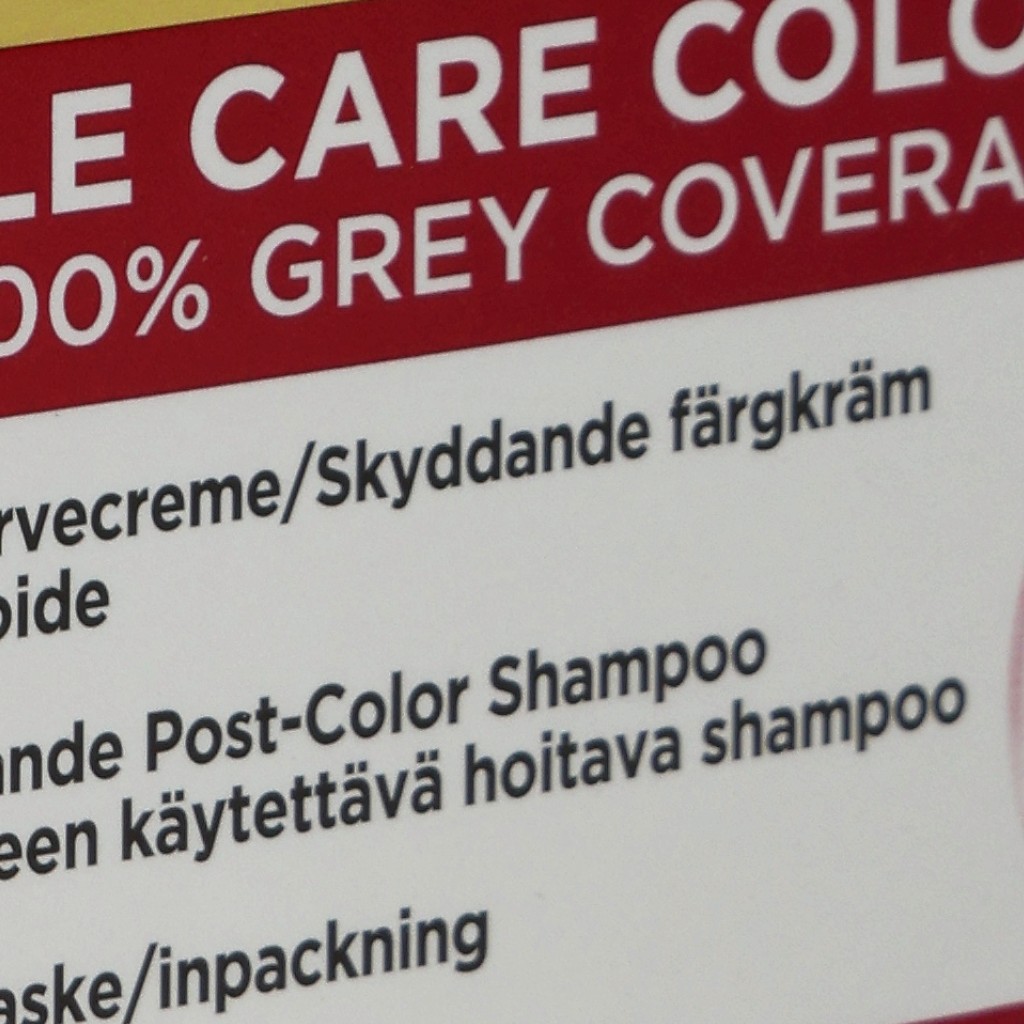 LE CARE COLO
00% GREY COVERA
rvecreme/Skyddande färgkräm
oide
ande Post-Color Shampoo
een käytettävä hoitava shampoo
aske/inpackning